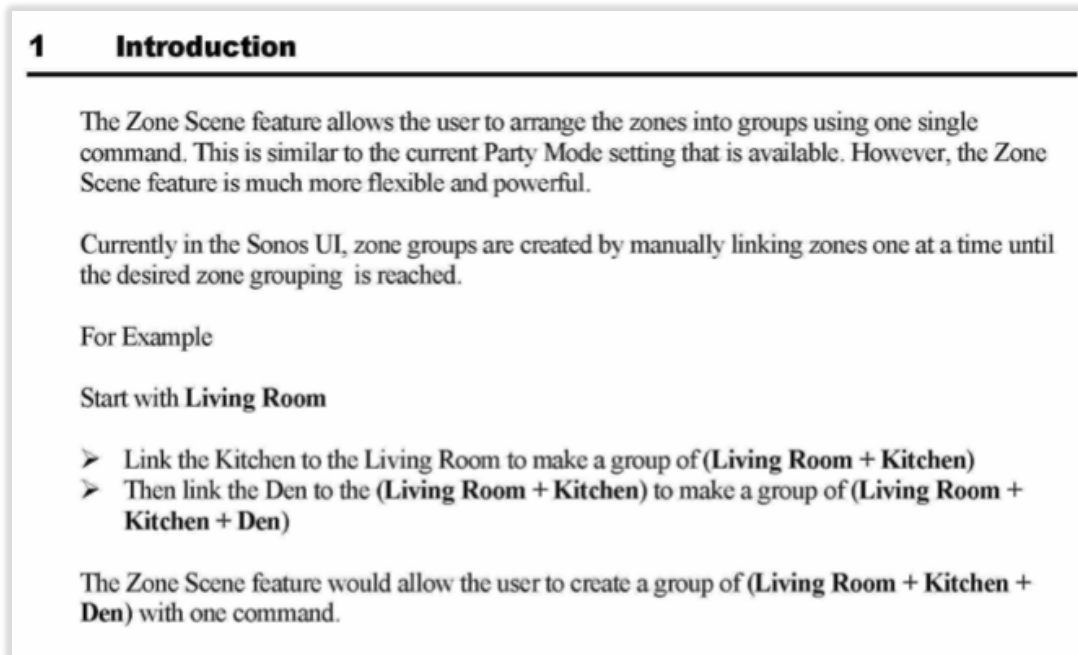 1 Introduction
The Zone Scene feature allows the user to arrange the zones into groups using one single
command. This is similar to the current Party Mode setting that is available. However, the Zone
Scene feature is much more flexible and powerful.
Currently in the Sonos UI, zone groups are created by manually linking zones one at a time until
the desired zone grouping is reached.
For Example
Start with Living Room
➢ Link the Kitchen to the Living Room to make a group of (Living Room + Kitchen)
➢ Then link the Den to the (Living Room + Kitchen) to make a group of (Living Room +
Kitchen + Den)
The Zone Scene feature would allow the user to create a group of (Living Room + Kitchen +
Den) with one command.